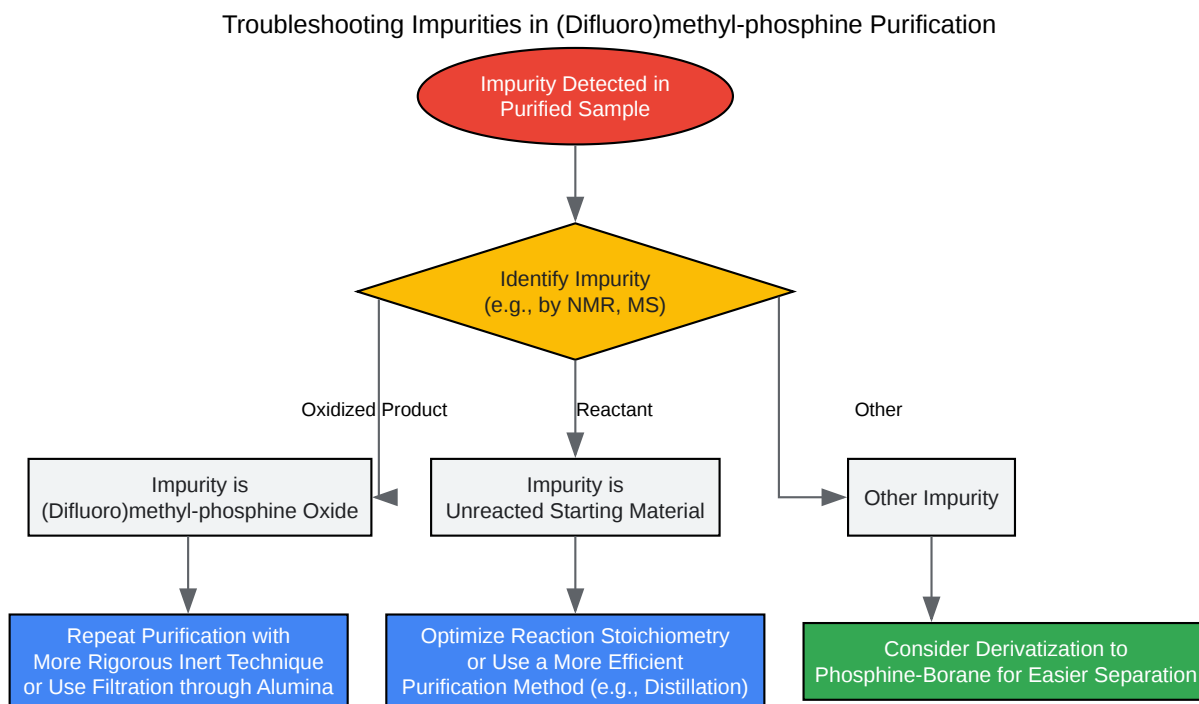 Troubleshooting Impurities in (Difluoro)methyl-phosphine Purification
Impurity Detected in
Purified Sample
Identify Impurity
(e.g., by NMR, MS)
Oxidized Product
Reactant
Other
Impurity is
(Difluoro)methyl-phosphine Oxide
Impurity is
Unreacted Starting Material
Other Impurity
Repeat Purification with
More Rigorous Inert Technique
or Use Filtration through Alumina
Optimize Reaction Stoichiometry
or Use a More Efficient
Purification Method (e.g., Distillation)
Consider Derivatization to
Phosphine-Borane for Easier Separation